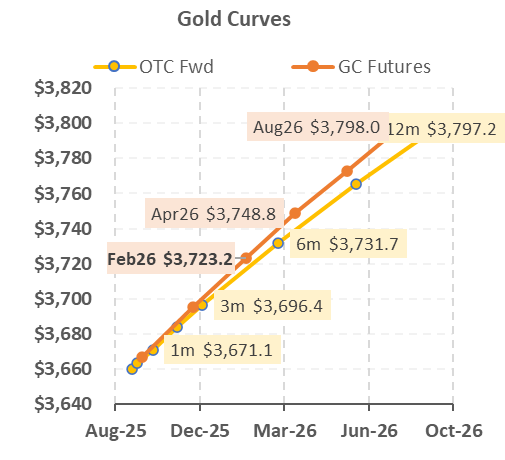 Gold Curves
OTC Fwd GC Futures
$3,820
$3,800
$3,780
$3,760
$3,740
$3,720
$3,700
$3,680
$3,660
$3,640
Aug26 $3,798.0
12m $3,797.2
Apr26 $3,748.8
6m $3,731.7
Feb26 $3,723.2
3m $3,696.4
1m $3,671.1
Aug-25 Dec-25 Mar-26 Jun-26 Oct-26